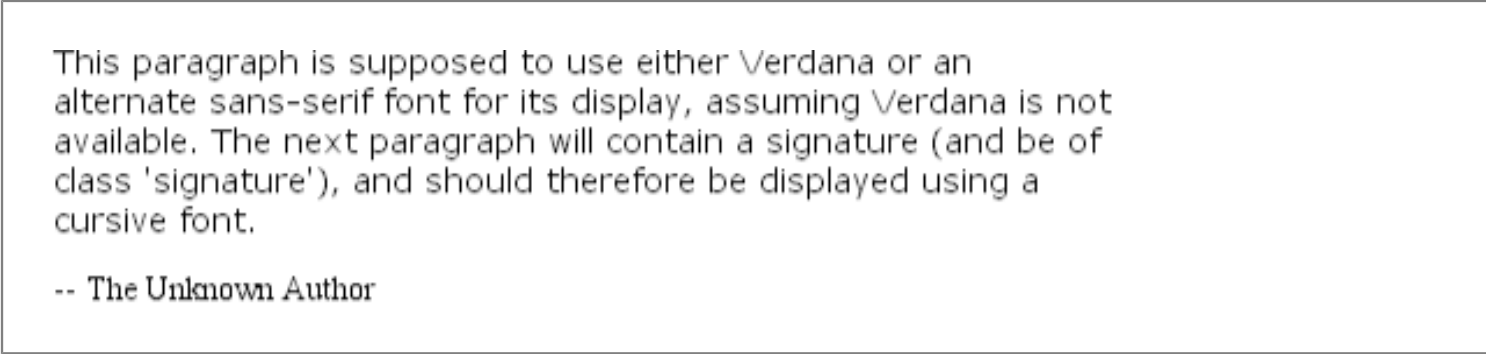 This paragraph is supposed to use either Verdana or an
alternate sans-serif font for its display, assuming Verdana is not
available. The next paragraph will contain a signature (and be of
class 'signature'), and should therefore be displayed using a
cursive font.
-- The Unknown Author